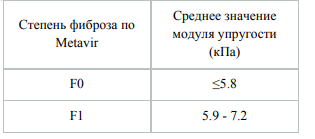 Степень фиброза по
Metavir
Среднее значение
модуля упругости
(кПа)
F0
≤5.8
F1
5.9 - 7.2